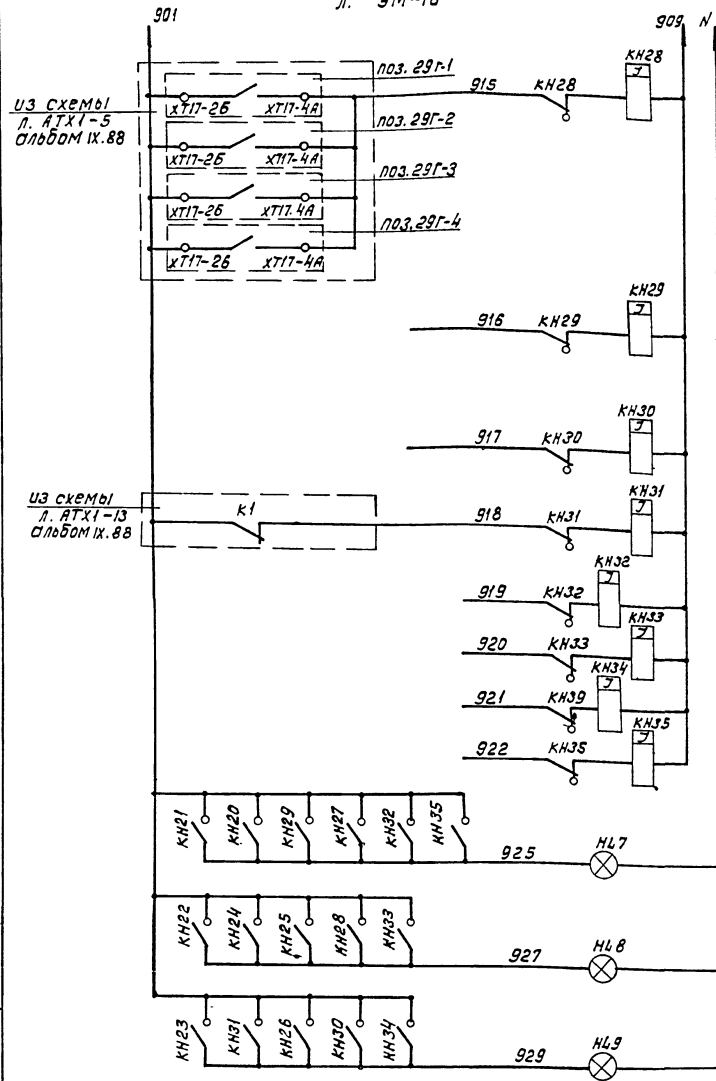 901
909 N
поз. 29г-1
915
КН28
КН28
J
из схемы
л. АТХ1-5
альбом IX.88
ХТ17-2Б
ХТ17-4А
поз. 29г-2
ХТ17-2Б
ХТ17-4А
поз. 29г-3
ХТ17-2Б
ХТ17-4А
поз. 29г-4
ХТ17-2Б
ХТ17-4А
916
КН29
КН29
J
917
КН30
КН30
J
из схемы
л. АТХ1-13
альбом IX.88
К1
918
КН31
КН31
J
919
КН32
КН32
J
920
КН33
КН33
J
921
КН39
КН34
J
922
КН35
КН35
J
КН21
КН20
КН29
КН27
КН32
КН35
925
HL7
КН22
КН24
КН25
КН28
КН33
927
HL8
КН23
КН31
КН26
КН30
НН34
929
HL9